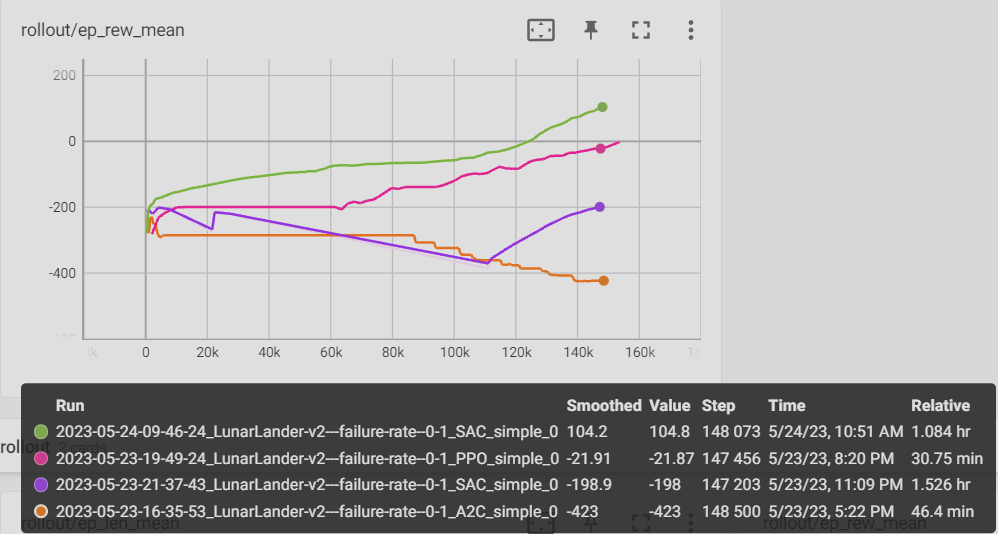 rollout/ep_rew_mean
200
0
-200
-400
0 20k 40k 60k 80k 100k 120k 140k 160k
Run Smoothed Value Step Time Relative
2023-05-24-09-46-24_LunarLander-v2---failure-rate--0-1_SAC_simple_0 104.2 104.8 148 073 5/24/23, 10:51 AM 1.084 hr
rollout 2 cards
2023-05-23-19-49-24_LunarLander-v2---failure-rate--0-1_PPO_simple_0 -21.91 -21.87 147 456 5/23/23, 8:20 PM 30.75 min
2023-05-23-21-37-43_LunarLander-v2---failure-rate--0-1_SAC_simple_0 -198.9 -198 147 203 5/23/23, 11:09 PM 1.526 hr
2023-05-23-16-35-53_LunarLander-v2---failure-rate--0-1_A2C_simple_0 -423 -423 148 500 5/23/23, 5:22 PM 46.4 min
rollout/ep_len_mean rollout/ep_rew_mean